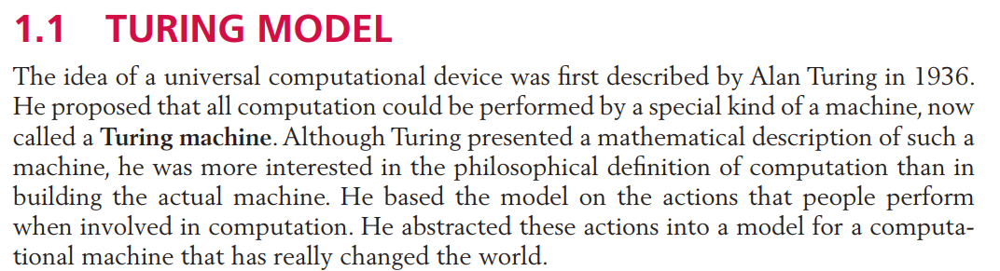 1.1 TURING MODEL
The idea of a universal computational device was first described by Alan Turing in 1936.
He proposed that all computation could be performed by a special kind of a machine, now
called a Turing machine. Although Turing presented a mathematical description of such a
machine, he was more interested in the philosophical definition of computation than in
building the actual machine. He based the model on the actions that people perform
when involved in computation. He abstracted these actions into a model for a computa-
tional machine that has really changed the world.